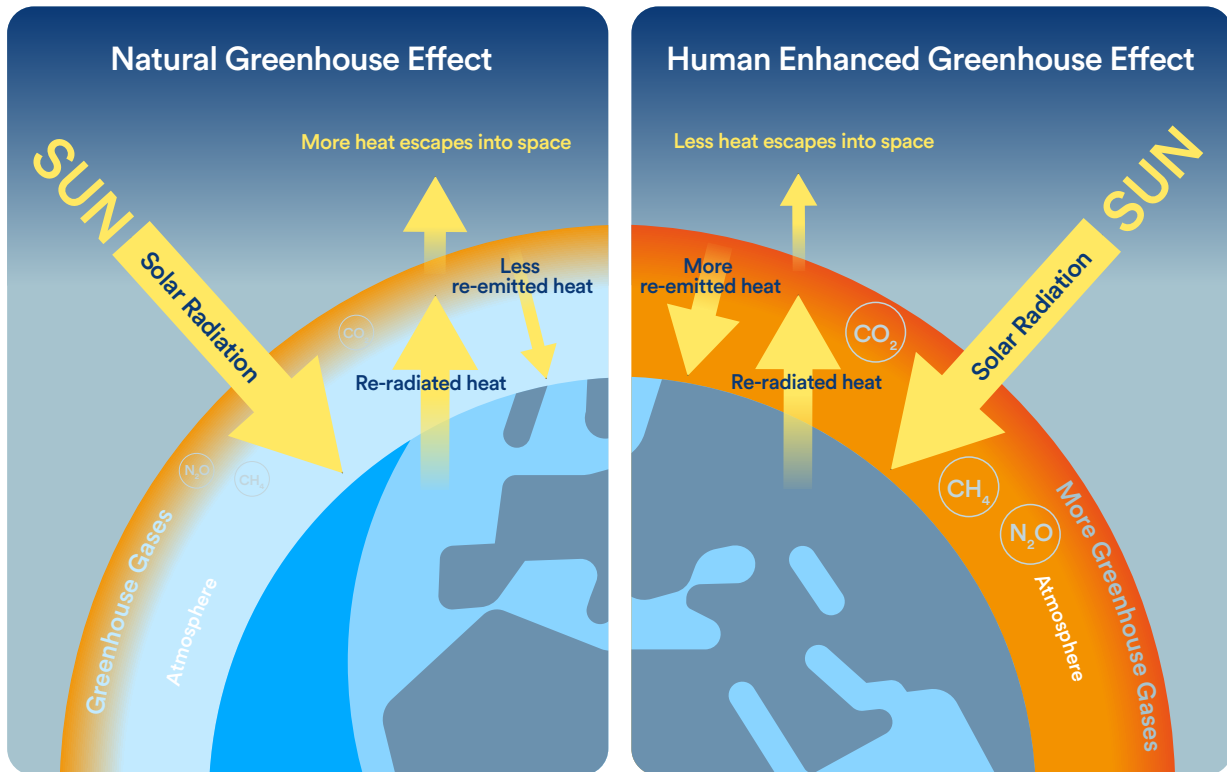 Natural Greenhouse Effect
More heat escapes into space
SUN
Solar Radiation
Less
re-emitted heat
CO
Re-radiated heat
N₂O
CH₄
Greenhouse Gases
Atmosphere
Human Enhanced Greenhouse Effect
Less heat escapes into space
SUN
Solar Radiation
More
re-emitted heat
CO₂
Re-radiated heat
CH₄
N₂O
More Greenhouse Gases
Atmosphere